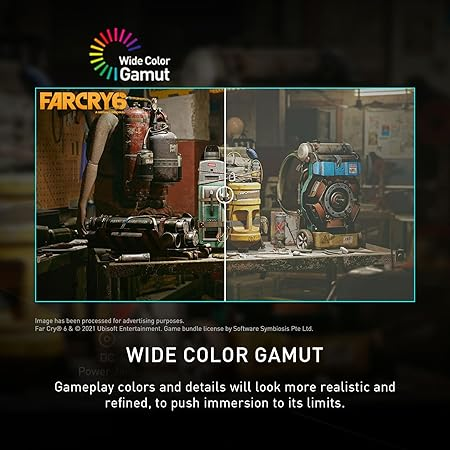 Wide Color
Gamut
FARCRY6
Image has been processed for advertising purposes.
Far Cry® 6 & © 2021 Ubisoft Entertainment. Game bundle license by Software Symbiosis Pte Ltd.
DC
Power
WIDE COLOR GAMUT
Gameplay colors and details will look more realistic and
refined, to push immersion to its limits.